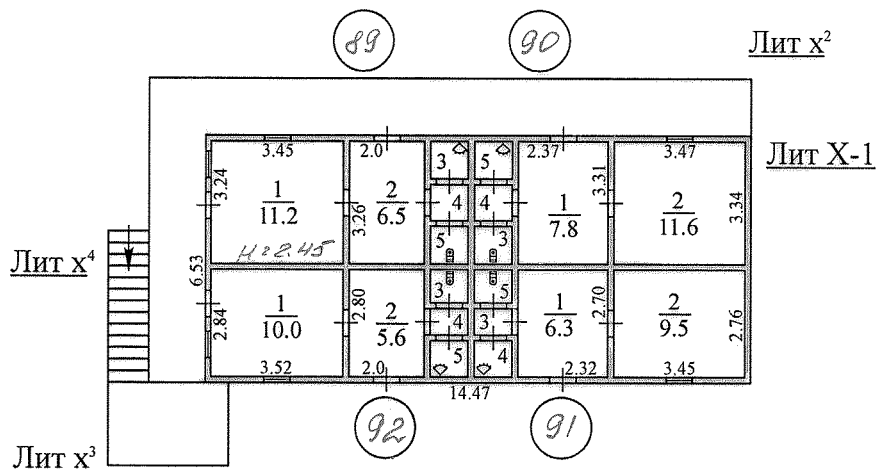 89 90 Лит х²
Лит Х-1
3.45 2.0 3 5 2.37 3.47
3.24 1 11.2 3.26 2 6.5 4 4 1 7.8 3.31 2 11.6 3.34
Н=2.45 5 3
Лит х⁴
6.53
2.84 1 10.0 2.80 2 5.6 3 5 1 6.3 2.70 2 9.5 2.76
4 3
3.52 2.0 5 4 2.32 3.45
14.47
92 91
Лит х³